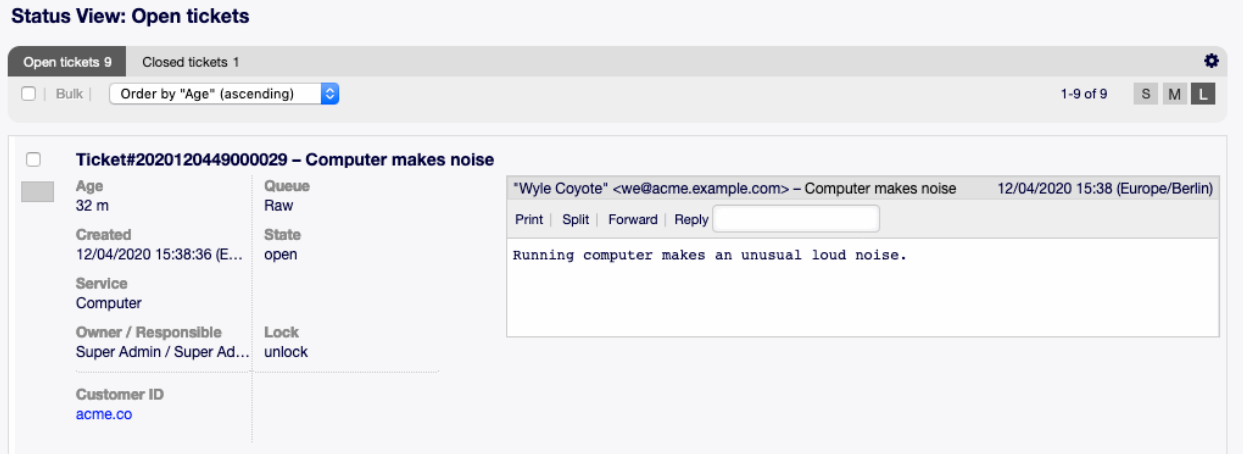 Status View: Open tickets
Open tickets 9 Closed tickets 1
Bulk Order by "Age" (ascending) 1-9 of 9 S M L
Ticket#2020120449000029 – Computer makes noise
Age Queue
32 m Raw
Created State
12/04/2020 15:38:36 (E... open
Service
Computer
Owner / Responsible Lock
Super Admin / Super Ad... unlock
Customer ID
acme.co
"Wyle Coyote" <we@acme.example.com> – Computer makes noise 12/04/2020 15:38 (Europe/Berlin)
Print Split Forward Reply
Running computer makes an unusual loud noise.